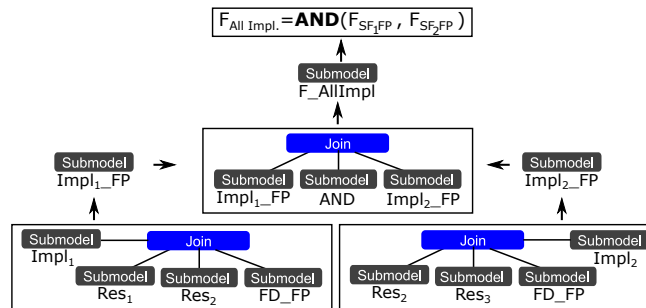 F_All Impl.=AND(F_SF₁FP , F_SF₂FP )
Submodel
F_AllImpl
Join
Submodel Submodel Submodel
Impl₁_FP AND Impl₂_FP
Submodel
Impl₁_FP
Submodel
Impl₂_FP
Submodel Join
Impl₁
Submodel Submodel Submodel
Res₁ Res₂ FD_FP
Join Submodel
Impl₂
Submodel Submodel Submodel
Res₂ Res₃ FD_FP